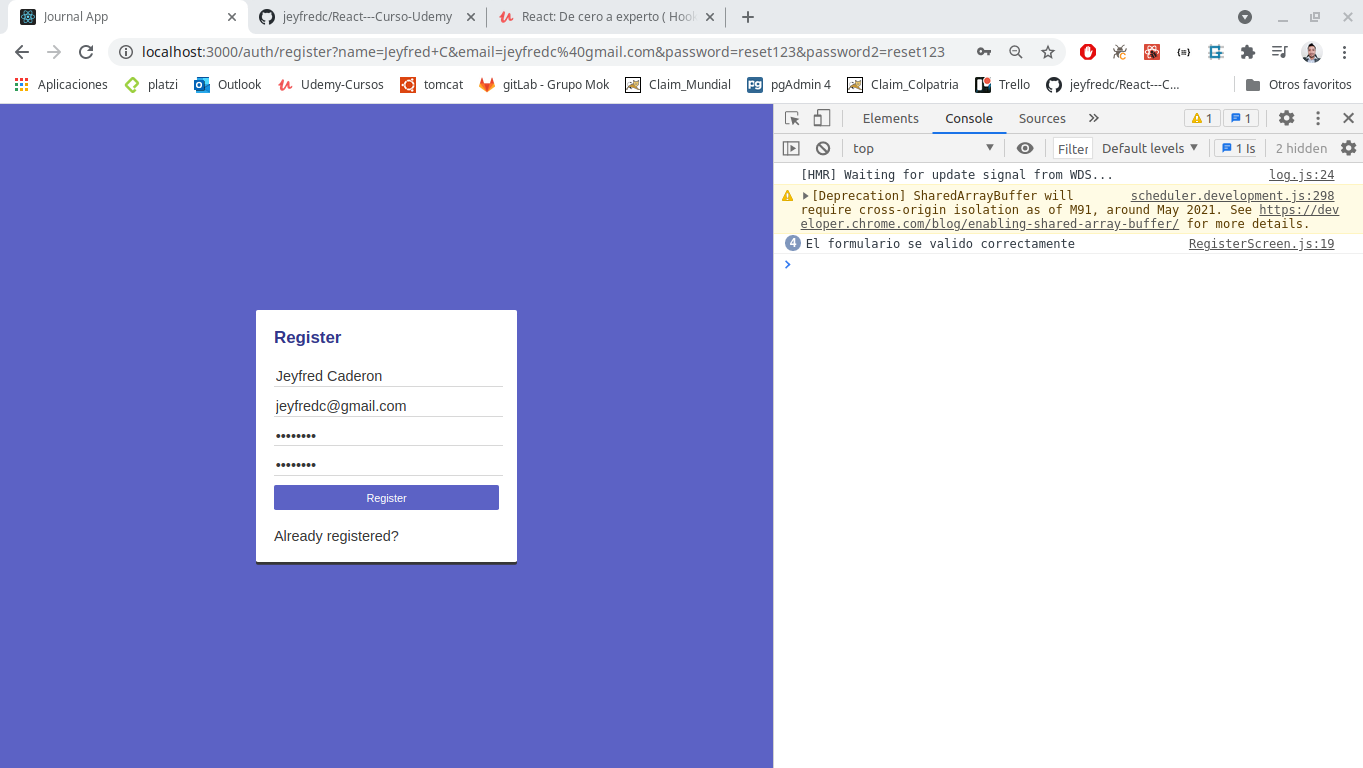 Journal App
jeyfredc/React---Curso-Udemy
React: De cero a experto ( Hook
localhost:3000/auth/register?name=Jeyfred+C&email=jeyfredc%40gmail.com&password=reset123&password2=reset123
Aplicaciones platzi Outlook Udemy-Cursos tomcat gitLab - Grupo Mok Claim_Mundial pgAdmin 4 Claim_Colpatria Trello jeyfredc/React---C... Otros favoritos
Elements Console Sources » 1 1
top Filter Default levels 1 Is 2 hidden
[HMR] Waiting for update signal from WDS... log.js:24
[Deprecation] SharedArrayBuffer will scheduler.development.js:298
require cross-origin isolation as of M91, around May 2021. See https://dev
eloper.chrome.com/blog/enabling-shared-array-buffer/ for more details.
4 El formulario se valido correctamente RegisterScreen.js:19
Register
Jeyfred Caderon
jeyfredc@gmail.com
••••••••
••••••••
Register
Already registered?